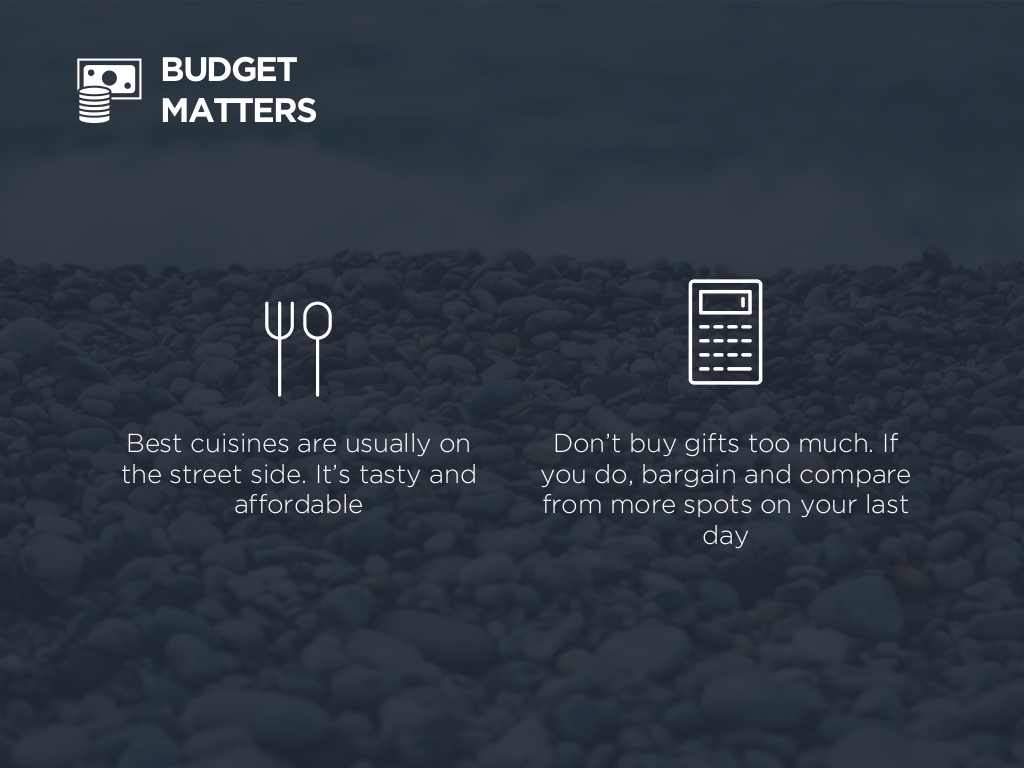 BUDGET
MATTERS
Best cuisines are usually on
the street side. It’s tasty and
affordable
Don’t buy gifts too much. If
you do, bargain and compare
from more spots on your last
day